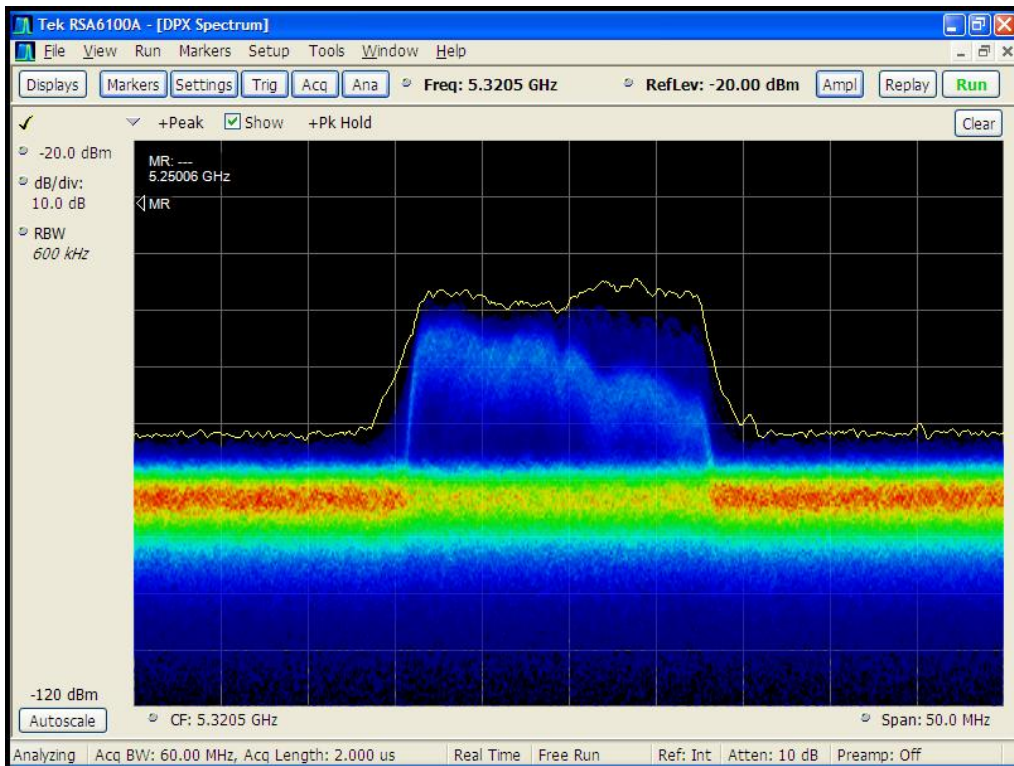 Tek RSA6100A - [DPX Spectrum]
File View Run Markers Setup Tools Window Help
Displays Markers Settings Trig Acq Ana Freq: 5.3205 GHz RefLev: -20.00 dBm Ampl Replay Run
+Peak Show +Pk Hold Clear
-20.0 dBm
dB/div:
10.0 dB
RBW
600 kHz
MR: ---
5.25006 GHz
MR
-120 dBm
Autoscale CF: 5.3205 GHz Span: 50.0 MHz
Analyzing Acq BW: 60.00 MHz, Acq Length: 2.000 us Real Time Free Run Ref: Int Atten: 10 dB Preamp: Off